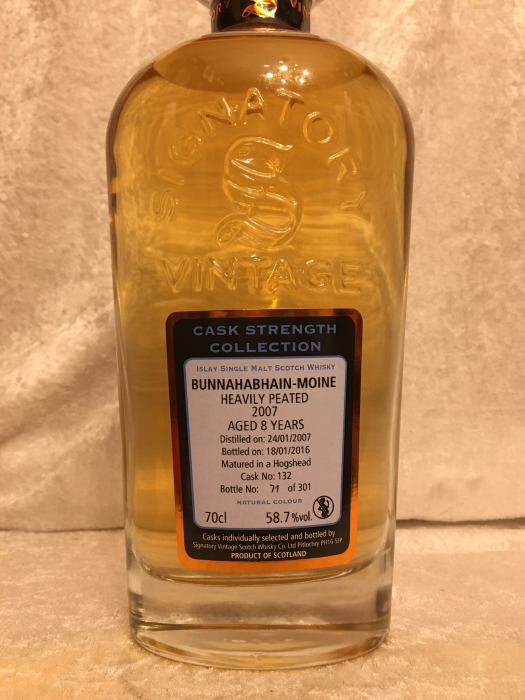 SIGNATORY
VINTAGE
CASK STRENGTH
COLLECTION
ISLAY SINGLE MALT SCOTCH WHISKY
BUNNAHABHAIN-MOINE
HEAVILY PEATED
2007
AGED 8 YEARS
Distilled on: 24/01/2007
Bottled on: 18/01/2016
Matured in a Hogshead
Cask No: 132
Bottle No: 71 of 301
NATURAL COLOUR
70cl 58.7%vol.
Casks individually selected and bottled by
Signatory Vintage Scotch Whisky Co. Ltd Pitlochry PH16 5JP
PRODUCT OF SCOTLAND